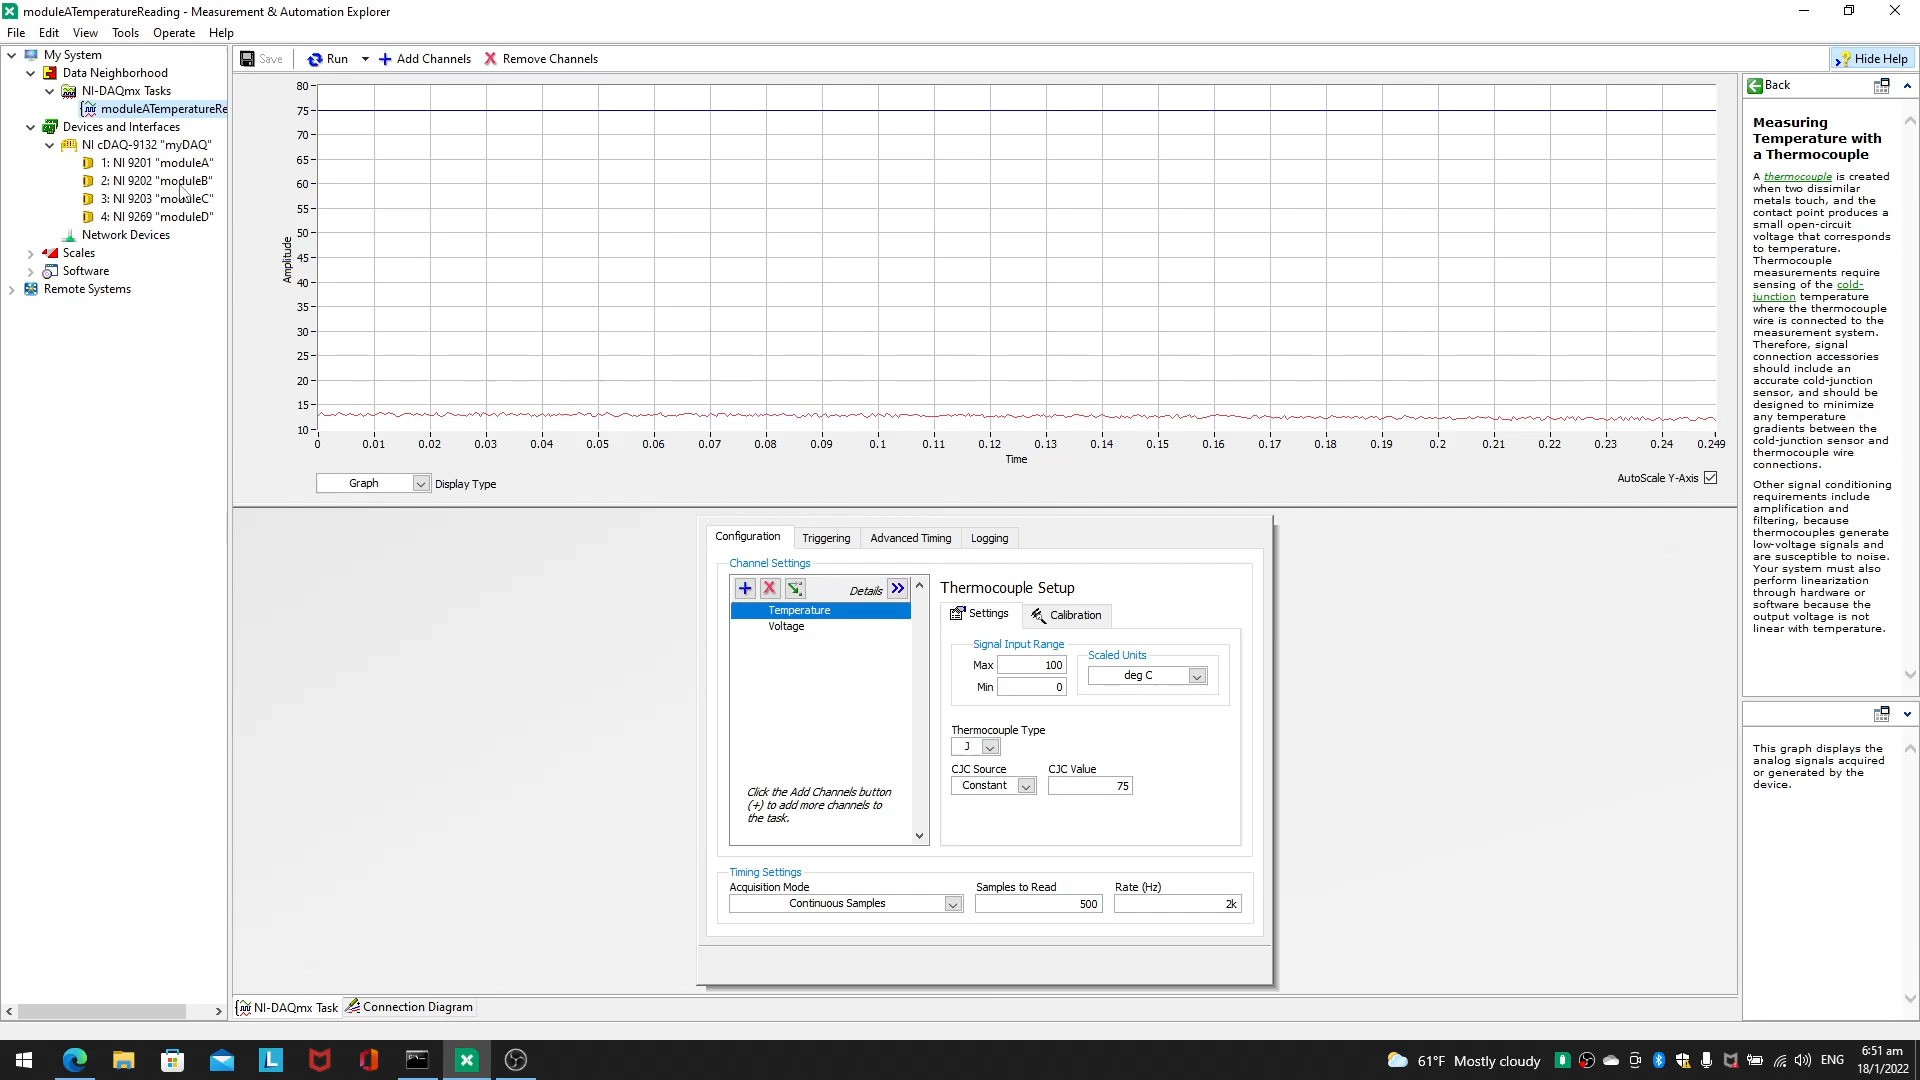 moduleATemperatureReading - Measurement & Automation Explorer
File Edit View Tools Operate Help
My System
Data Neighborhood
NI-DAQmx Tasks
moduleATemperatureRe
Devices and Interfaces
NI cDAQ-9132 "myDAQ"
1: NI 9201 "moduleA"
2: NI 9202 "moduleB"
3: NI 9203 "moduleC"
4: NI 9269 "moduleD"
Network Devices
Scales
Software
Remote Systems
Save Run Add Channels Remove Channels Hide Help
80
75
70
65
60
55
50
45
40
35
30
25
20
15
10
Amplitude
0 0.01 0.02 0.03 0.04 0.05 0.06 0.07 0.08 0.09 0.1 0.11 0.12 0.13 0.14 0.15 0.16 0.17 0.18 0.19 0.2 0.21 0.22 0.23 0.24 0.249
Time
Graph Display Type
AutoScale Y-Axis
Configuration Triggering Advanced Timing Logging
Channel Settings
Details
Temperature
Voltage
Click the Add Channels button
(+) to add more channels to
the task.
Thermocouple Setup
Settings Calibration
Signal Input Range
Max 100
Min 0
Scaled Units
deg C
Thermocouple Type
J
CJC Source CJC Value
Constant 75
Timing Settings
Acquisition Mode Samples to Read Rate (Hz)
Continuous Samples 500 2k
NI-DAQmx Task Connection Diagram
Back
Measuring
Temperature with
a Thermocouple
A thermocouple is created
when two dissimilar
metals touch, and the
contact point produces a
small open-circuit
voltage that corresponds
to temperature.
Thermocouple
measurements require
sensing of the cold-
junction temperature
where the thermocouple
wire is connected to the
measurement system.
Therefore, signal
connection accessories
should include an
accurate cold-junction
sensor, and should be
designed to minimize
any temperature
gradients between the
cold-junction sensor and
thermocouple wire
connections.
Other signal conditioning
requirements include
amplification and
filtering, because
thermocouples generate
low-voltage signals and
are susceptible to noise.
Your system must also
perform linearization
through hardware or
software because the
output voltage is not
linear with temperature.
This graph displays the
analog signals acquired
or generated by the
device.
L
61°F Mostly cloudy
ENG
6:51 am
18/1/2022